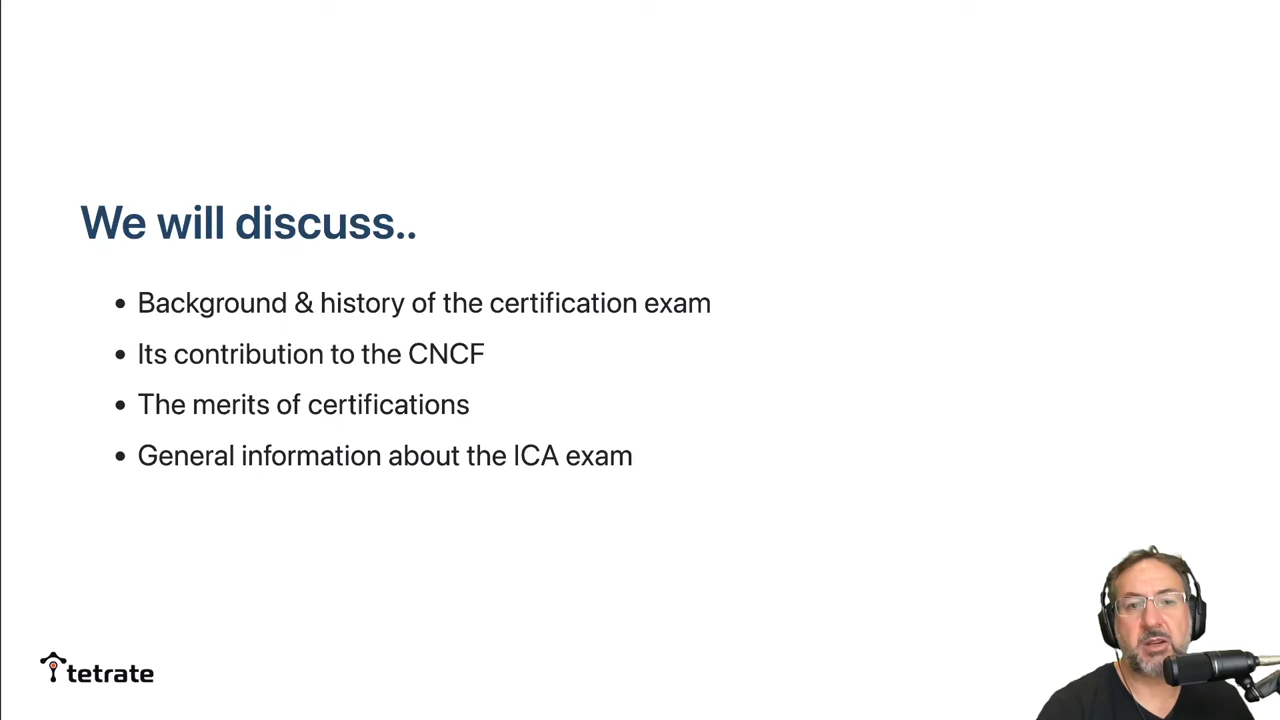 We will discuss..
• Background & history of the certification exam
• Its contribution to the CNCF
• The merits of certifications
• General information about the ICA exam
tetrate